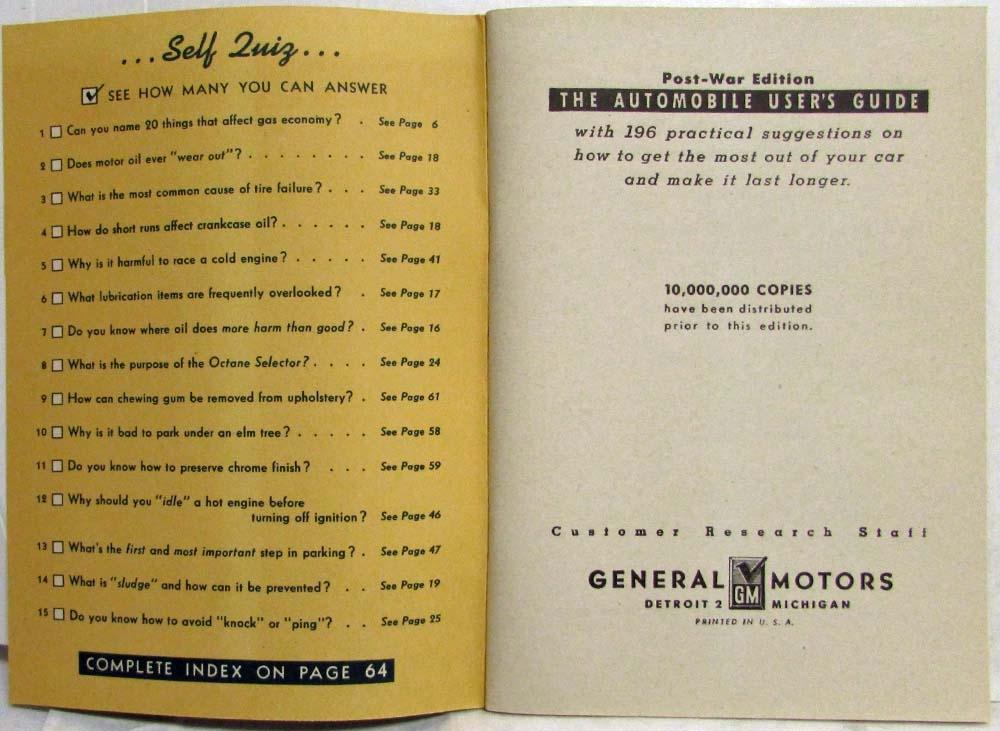 ...Self Quiz...
SEE HOW MANY YOU CAN ANSWER
1 Can you name 20 things that affect gas economy? . See Page 6
2 Does motor oil ever "wear out"? . . . . . . . . See Page 18
3 What is the most common cause of tire failure? . . . See Page 33
4 How do short runs affect crankcase oil? . . . . . . See Page 18
5 Why is it harmful to race a cold engine? . . . . . See Page 41
6 What lubrication items are frequently overlooked? . See Page 17
7 Do you know where oil does more harm than good? . See Page 16
8 What is the purpose of the Octane Selector? . . . . See Page 24
9 How can chewing gum be removed from upholstery? . See Page 61
10 Why is it bad to park under an elm tree? . . . . . See Page 58
11 Do you know how to preserve chrome finish? . . . See Page 59
12 Why should you "idle" a hot engine before
turning off ignition? See Page 46
13 What's the first and most important step in parking? . See Page 47
14 What is "sludge" and how can it be prevented? . . See Page 19
15 Do you know how to avoid "knock" or "ping"? . . See Page 25
COMPLETE INDEX ON PAGE 64
Post-War Edition
THE AUTOMOBILE USER'S GUIDE
with 196 practical suggestions on
how to get the most out of your car
and make it last longer.
10,000,000 COPIES
have been distributed
prior to this edition.
Customer Research Staff
GENERAL GM MOTORS
DETROIT 2 MICHIGAN
PRINTED IN U. S. A.